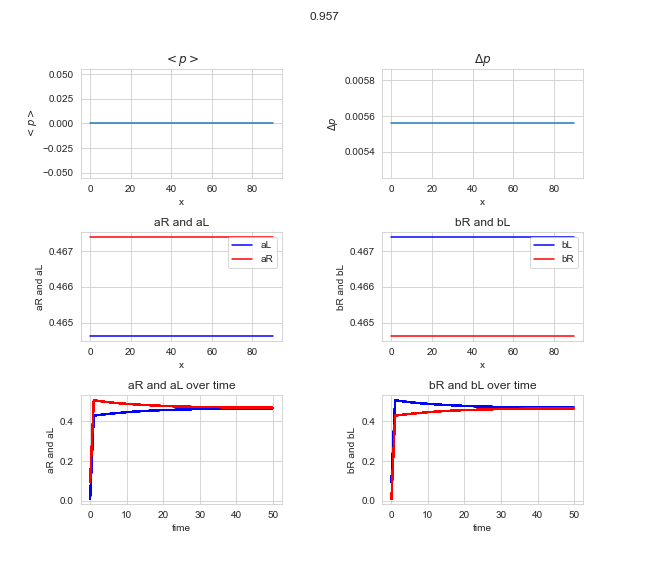 0.957
< p >
Δp
0.050
0.025
0.000
−0.025
−0.050
< p >
0 20 40 60 80
x
0.0058
0.0056
0.0054
Δp
0 20 40 60 80
x
aR and aL
bR and bL
0.467
0.466
0.465
aR and aL
aL
aR
0 20 40 60 80
x
0.467
0.466
0.465
bR and bL
bL
bR
0 20 40 60 80
x
aR and aL over time
bR and bL over time
0.4
0.2
0.0
aR and aL
0 10 20 30 40 50
time
0.4
0.2
0.0
bR and bL
0 10 20 30 40 50
time